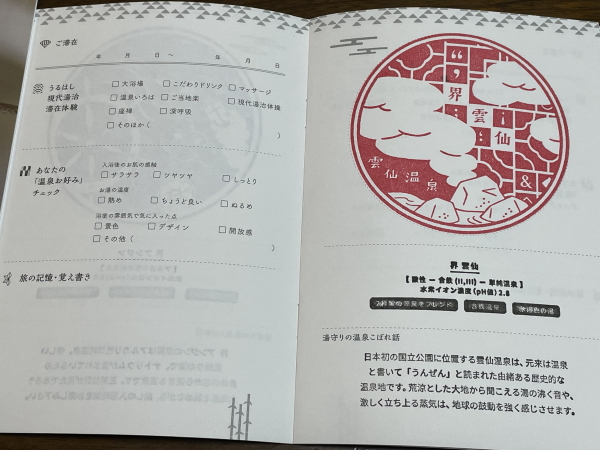 ご滞在
年 月 日 〜 年 月 日
うるはし
現代湯治
滞在体験
□ 大浴場 □ こだわりドリンク □ マッサージ
□ 温泉いろは □ ご当地楽 □ 現代湯治体操
□ 座禅 □ 深呼吸
□ そのほか( )
あなたの
「温泉お好み」
チェック
入浴後のお肌の感触
□ サラサラ □ ツヤツヤ □ しっとり
お湯の温度
□ 熱め □ ちょうど良い □ ぬるめ
浴室の雰囲気で気に入った点
□ 景色 □ デザイン □ 開放感
□ その他( )
旅の記憶・覚え書き
界
雲
仙
&
雲仙温泉
界 雲仙
【 酸性 ー 含鉄 (II,III) ー 単純温泉 】
水素イオン濃度(pH値)2.8
湯守りの温泉こぼれ話
日本初の国立公園に位置する雲仙温泉は、元来は温泉
と書いて「うんぜん」と読まれた由緒ある歴史的な
温泉地です。荒涼とした大地から聞こえる湯の沸く音や、
激しく立ち上る蒸気は、地球の鼓動を強く感じさせます。